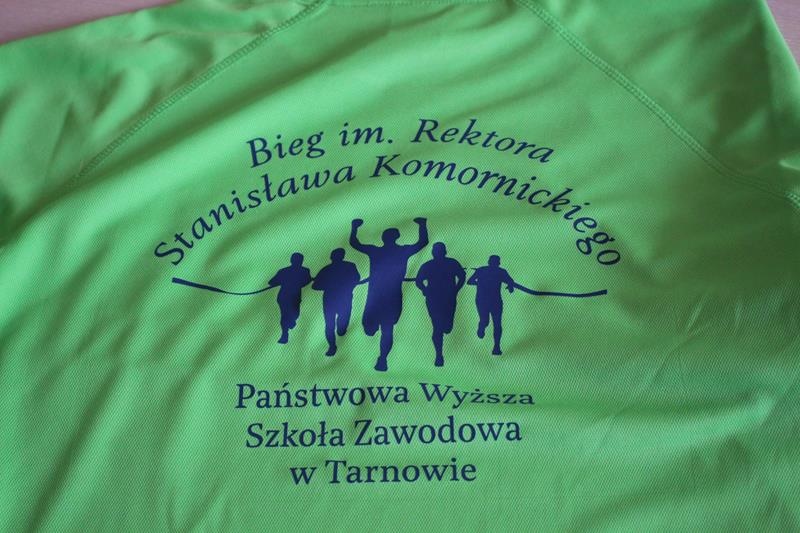 Bieg im. Rektora
Stanisława Komornickiego
Państwowa Wyższa
Szkoła Zawodowa
w Tarnowie